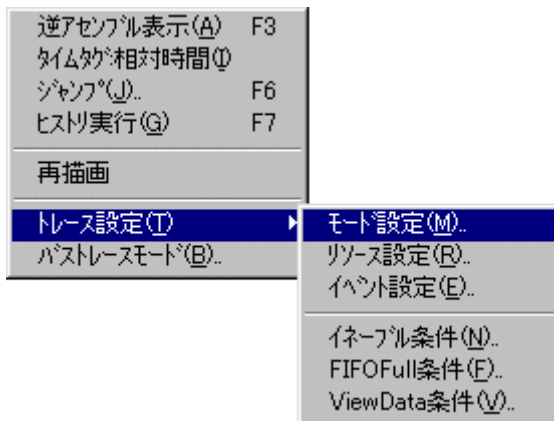 逆ｱｾﾝﾌﾞﾙ表示(A) F3
ﾀｲﾑﾀｸﾞ:相対時間(I)
ｼﾞｬﾝﾌﾟ(J).. F6
ﾋｽﾄﾘ実行(G) F7
再描画
ﾄﾚｰｽ設定(T)
ﾊﾞｽﾄﾚｰｽﾓｰﾄﾞ(B)..
ﾓｰﾄﾞ設定(M)..
ﾘｿｰｽ設定(R)..
ｲﾍﾞﾝﾄ設定(E)..
ｲﾈｰﾌﾞﾙ条件(N)..
FIFOFull条件(F)..
ViewData条件(V)..